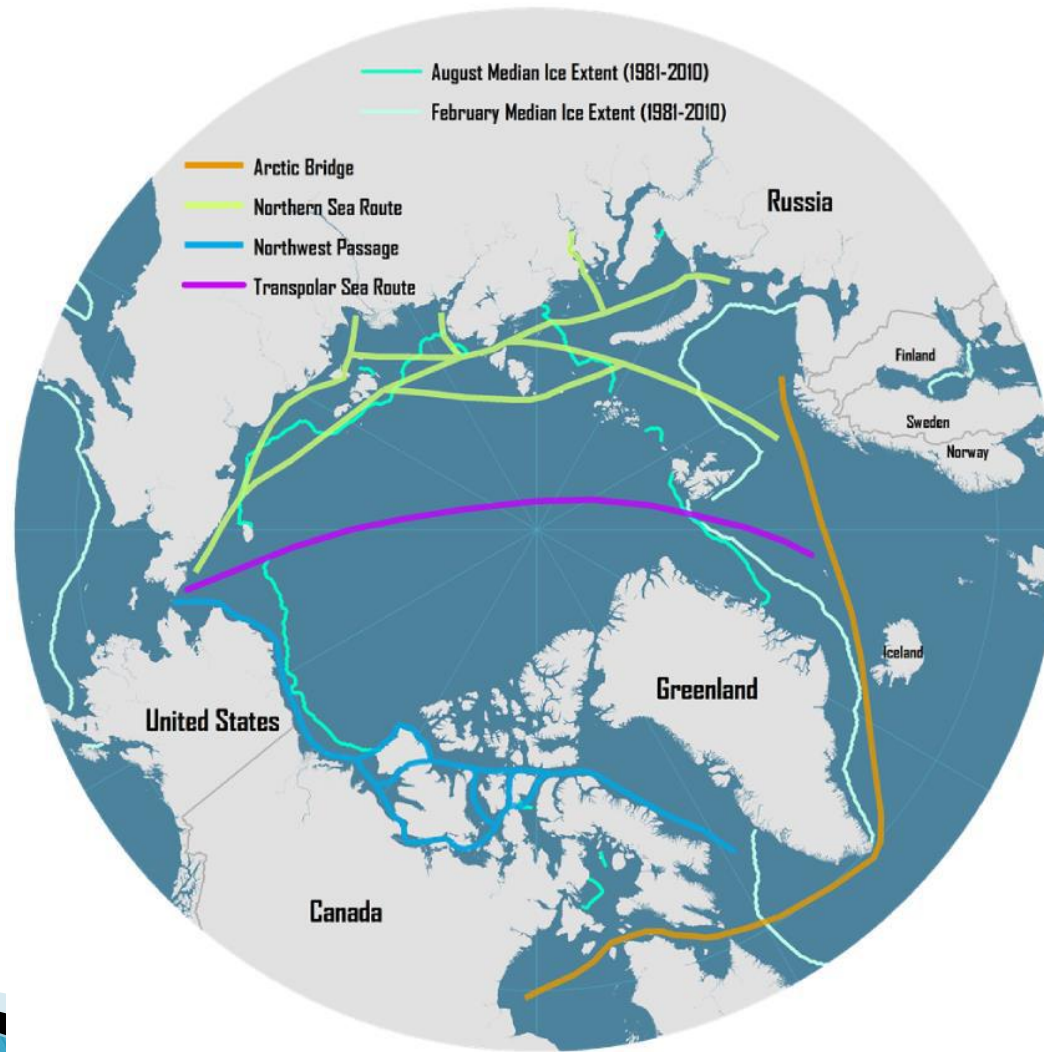 August Median Ice Extent (1981-2010)
February Median Ice Extent (1981-2010)
Arctic Bridge
Northern Sea Route
Northwest Passage
Transpolar Sea Route
Russia
Finland
Sweden
Norway
Iceland
Greenland
United States
Canada